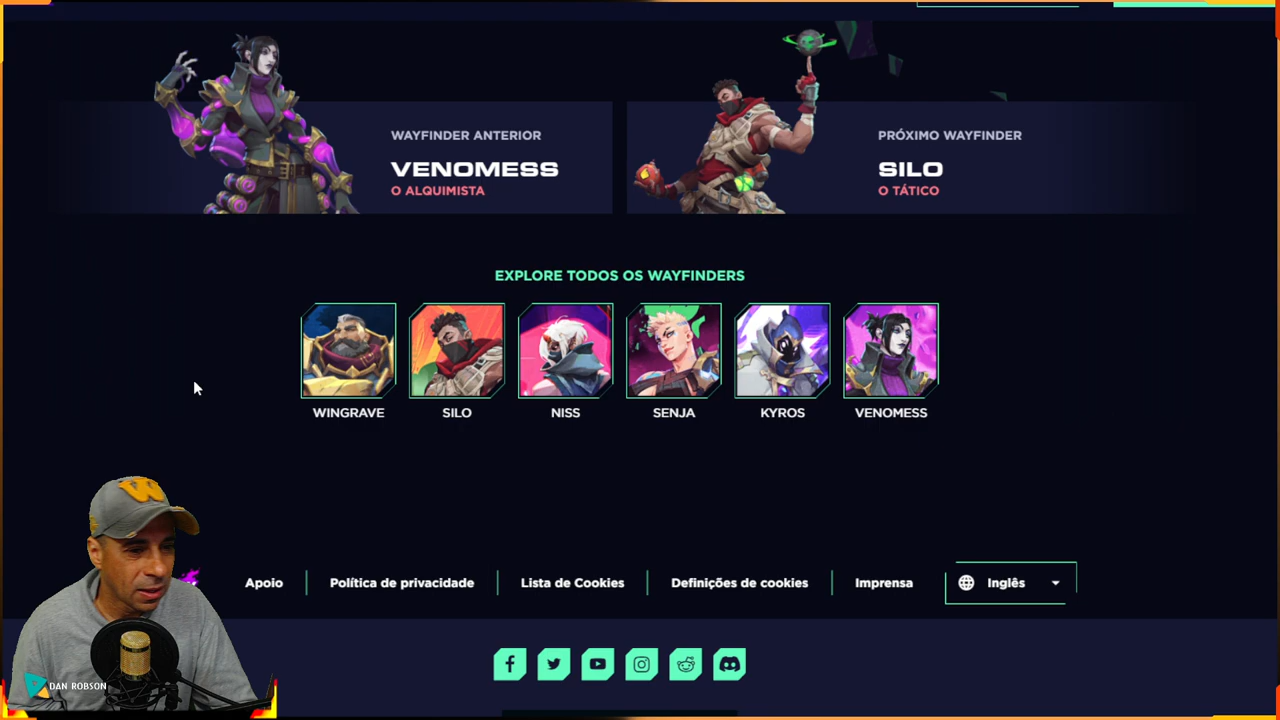 WAYFINDER ANTERIOR
VENOMESS
O ALQUIMISTA
PRÓXIMO WAYFINDER
SILO
O TÁTICO
EXPLORE TODOS OS WAYFINDERS
WINGRAVE
SILO
NISS
SENJA
KYROS
VENOMESS
Apoio
Política de privacidade
Lista de Cookies
Definições de cookies
Imprensa
Inglês
W
DAN ROBSON